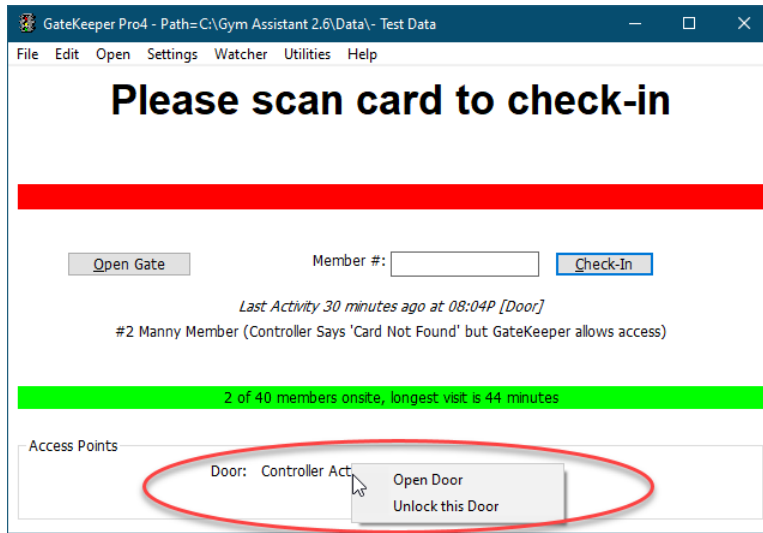 GateKeeper Pro4 - Path=C:\Gym Assistant 2.6\Data\- Test Data
File Edit Open Settings Watcher Utilities Help
Please scan card to check-in
Open Gate Member #: Check-In
Last Activity 30 minutes ago at 08:04P [Door]
#2 Manny Member (Controller Says 'Card Not Found' but GateKeeper allows access)
2 of 40 members onsite, longest visit is 44 minutes
Access Points
Door: Controller Act
Open Door
Unlock this Door